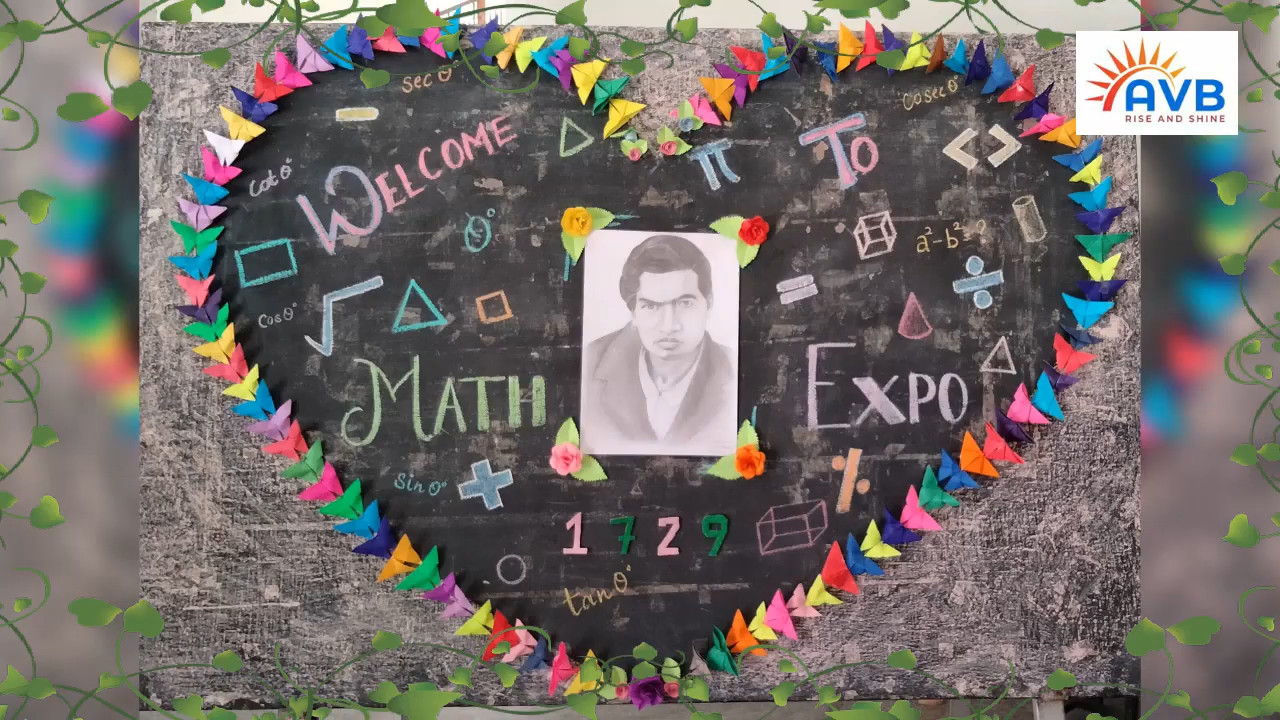 AVB
RISE AND SHINE
sec θ°
cosec θ°
WELCOME
π
TO
< >
cot θ°
θ°
a²-b²=?
÷
cos θ°
√
MATH
EXPO
sin θ°
+
%
1729
tan θ°